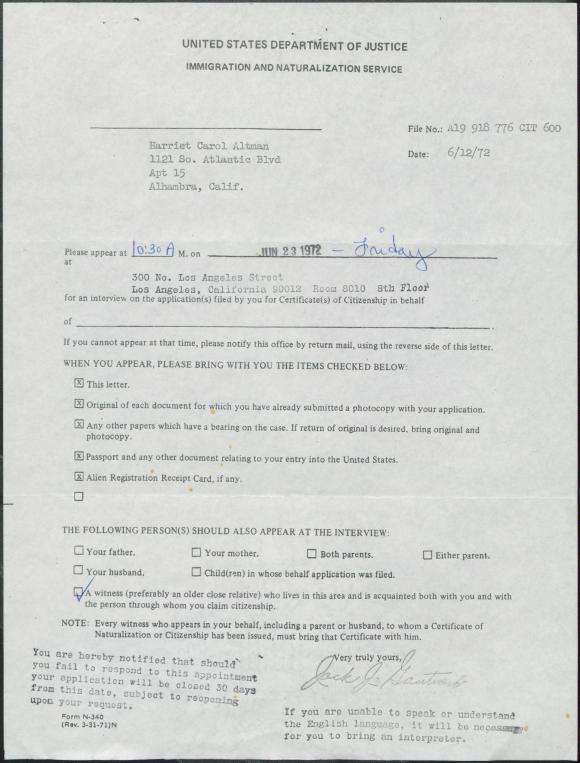 UNITED STATES DEPARTMENT OF JUSTICE
IMMIGRATION AND NATURALIZATION SERVICE
File No.: A19 918 776 CIT 600
Date: 6/12/72
Harriet Carol Altman
1121 So. Atlantic Blvd
Apt 15
Alhambra, Calif.
Please appear at 10:30 A M. on JUN 23 1972 – Friday
at
300 No. Los Angeles Street
Los Angeles, California 90012 Room 8010 8th Floor
for an interview on the application(s) filed by you for Certificate(s) of Citizenship in behalf
of
If you cannot appear at that time, please notify this office by return mail, using the reverse side of this letter.
WHEN YOU APPEAR, PLEASE BRING WITH YOU THE ITEMS CHECKED BELOW:
X This letter.
X Original of each document for which you have already submitted a photocopy with your application.
X Any other papers which have a bearing on the case. If return of original is desired, bring original and
photocopy.
X Passport and any other document relating to your entry into the United States.
X Alien Registration Receipt Card, if any.
THE FOLLOWING PERSON(S) SHOULD ALSO APPEAR AT THE INTERVIEW:
Your father. Your mother. Both parents. Either parent.
Your husband. Child(ren) in whose behalf application was filed.
A witness (preferably an older close relative) who lives in this area and is acquainted both with you and with
the person through whom you claim citizenship.
NOTE: Every witness who appears in your behalf, including a parent or husband, to whom a Certificate of
Naturalization or Citizenship has been issued, must bring that Certificate with him.
You are hereby notified that should
you fail to respond to this appointment
your application will be closed 30 days
from this date, subject to reopening
upon your request.
Form N-340
(Rev. 3-31-71)N
Very truly yours,
If you are unable to speak or understand
the English language, it will be necessary
for you to bring an interpreter.